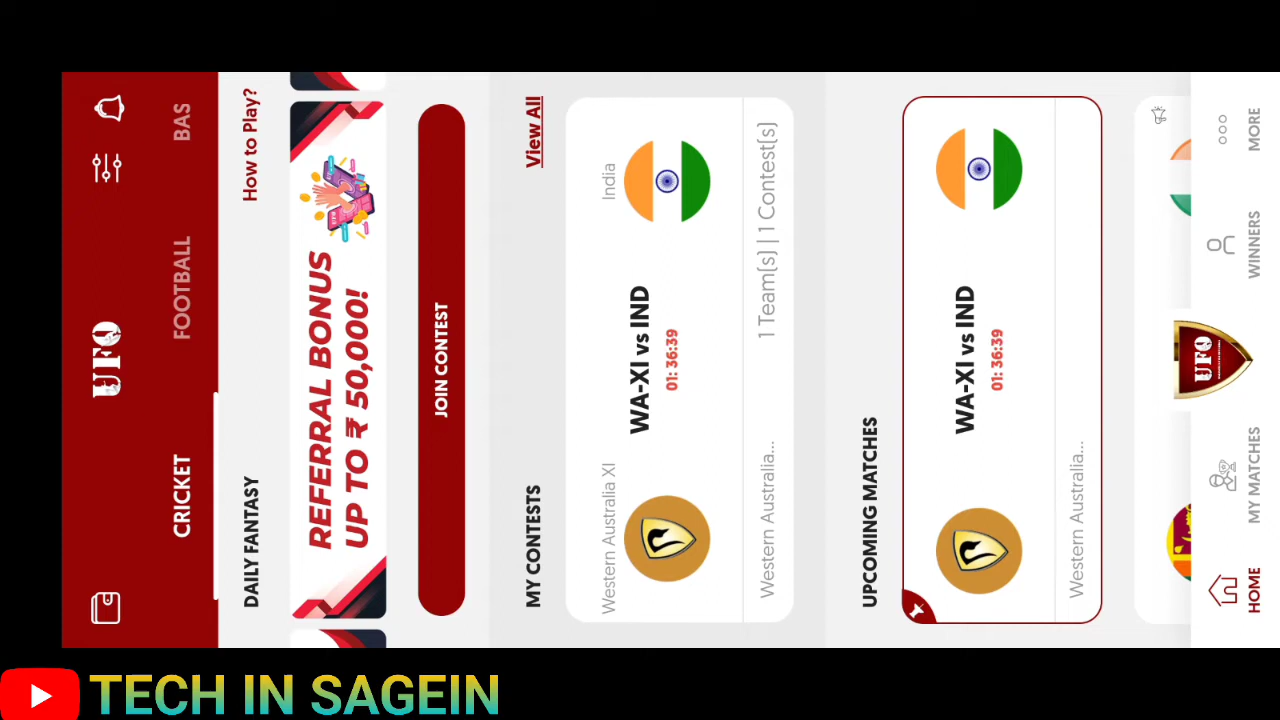 UFO
CRICKET
FOOTBALL
BAS
DAILY FANTASY
How to Play?
REFERRAL BONUS
UP TO ₹ 50,000!
JOIN CONTEST
MY CONTESTS
View All
Western Australia XI
India
WA-XI vs IND
01: 36:39
Western Australia...
1 Team(s) | 1 Contest(s)
UPCOMING MATCHES
WA-XI vs IND
01: 36:39
Western Australia...
HOME
MY MATCHES
UFO
WINNERS
MORE
TECH IN SAGEIN